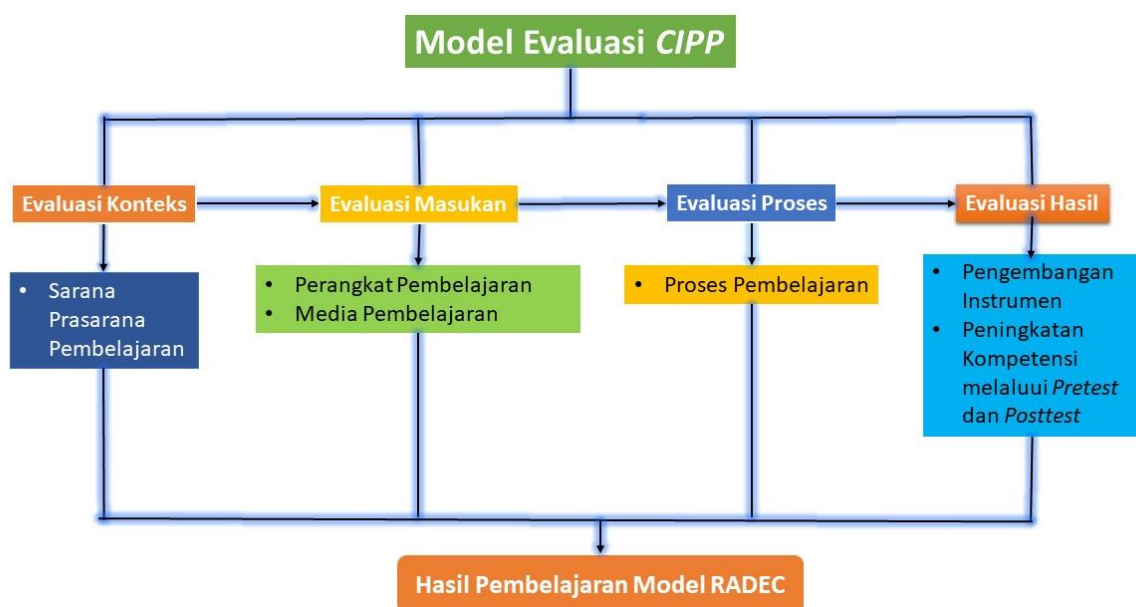 Model Evaluasi CIPP
Evaluasi Konteks
Evaluasi Masukan
Evaluasi Proses
Evaluasi Hasil
• Sarana
Prasarana
Pembelajaran
• Perangkat Pembelajaran
• Media Pembelajaran
• Proses Pembelajaran
• Pengembangan
Instrumen
• Peningkatan
Kompetensi
melaluui Pretest
dan Posttest
Hasil Pembelajaran Model RADEC